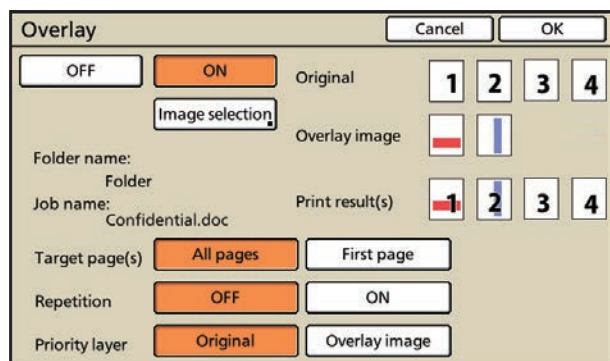 Overlay Cancel OK
OFF ON Original 1 2 3 4
Image selection
Overlay image
Folder name:
Folder
Job name: Print result(s) 1 2 3 4
Confidential.doc
Target page(s) All pages First page
Repetition OFF ON
Priority layer Original Overlay image